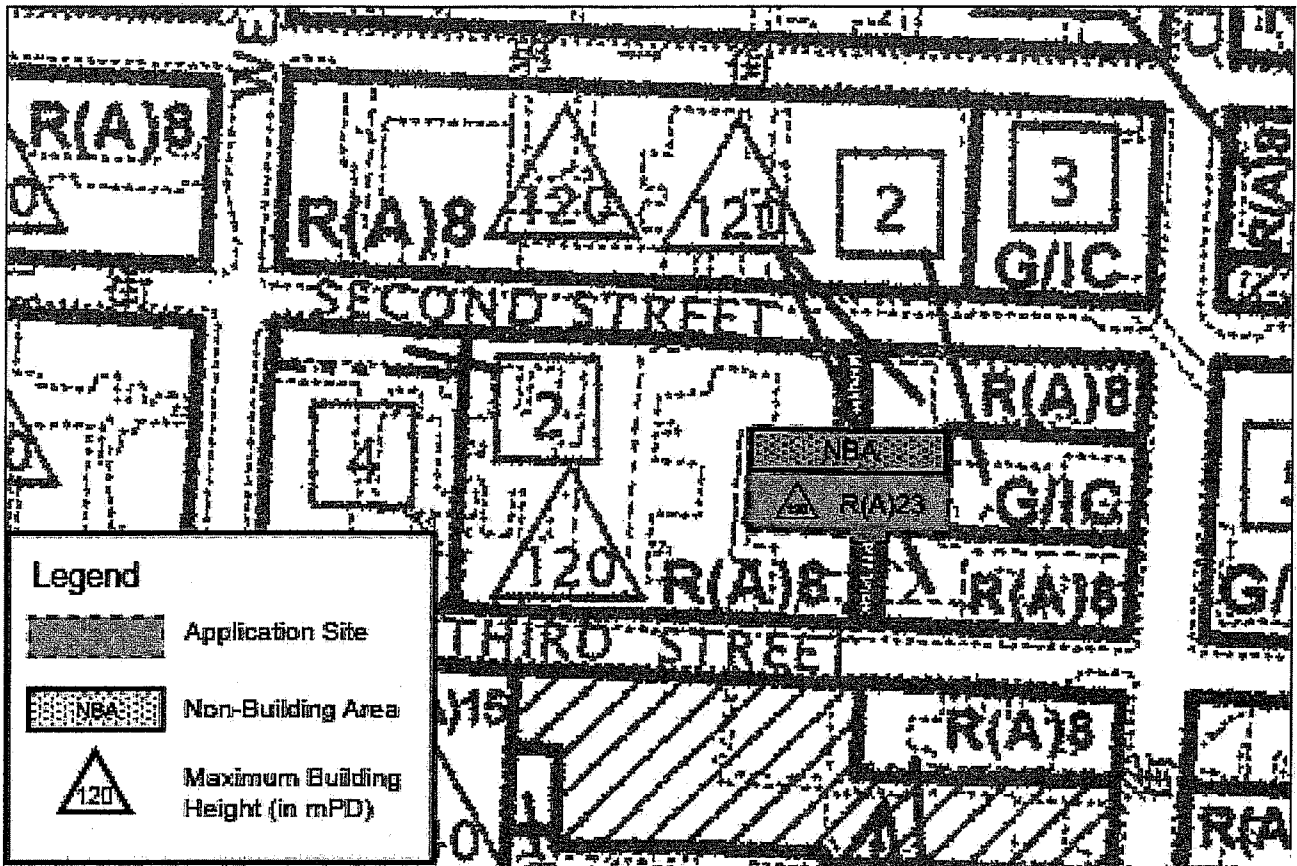 R(A)8
R(A)8
120
120
2
3
G/IC
R(A)8
SECOND STREET
4
2
120
R(A)8
R(A)8
NBA
R(A)23
G/IC
R(A)8
THIRD STREET
R(A)8
Legend
Application Site
NBA
Non-Building Area
120
Maximum Building
Height (in mPD)